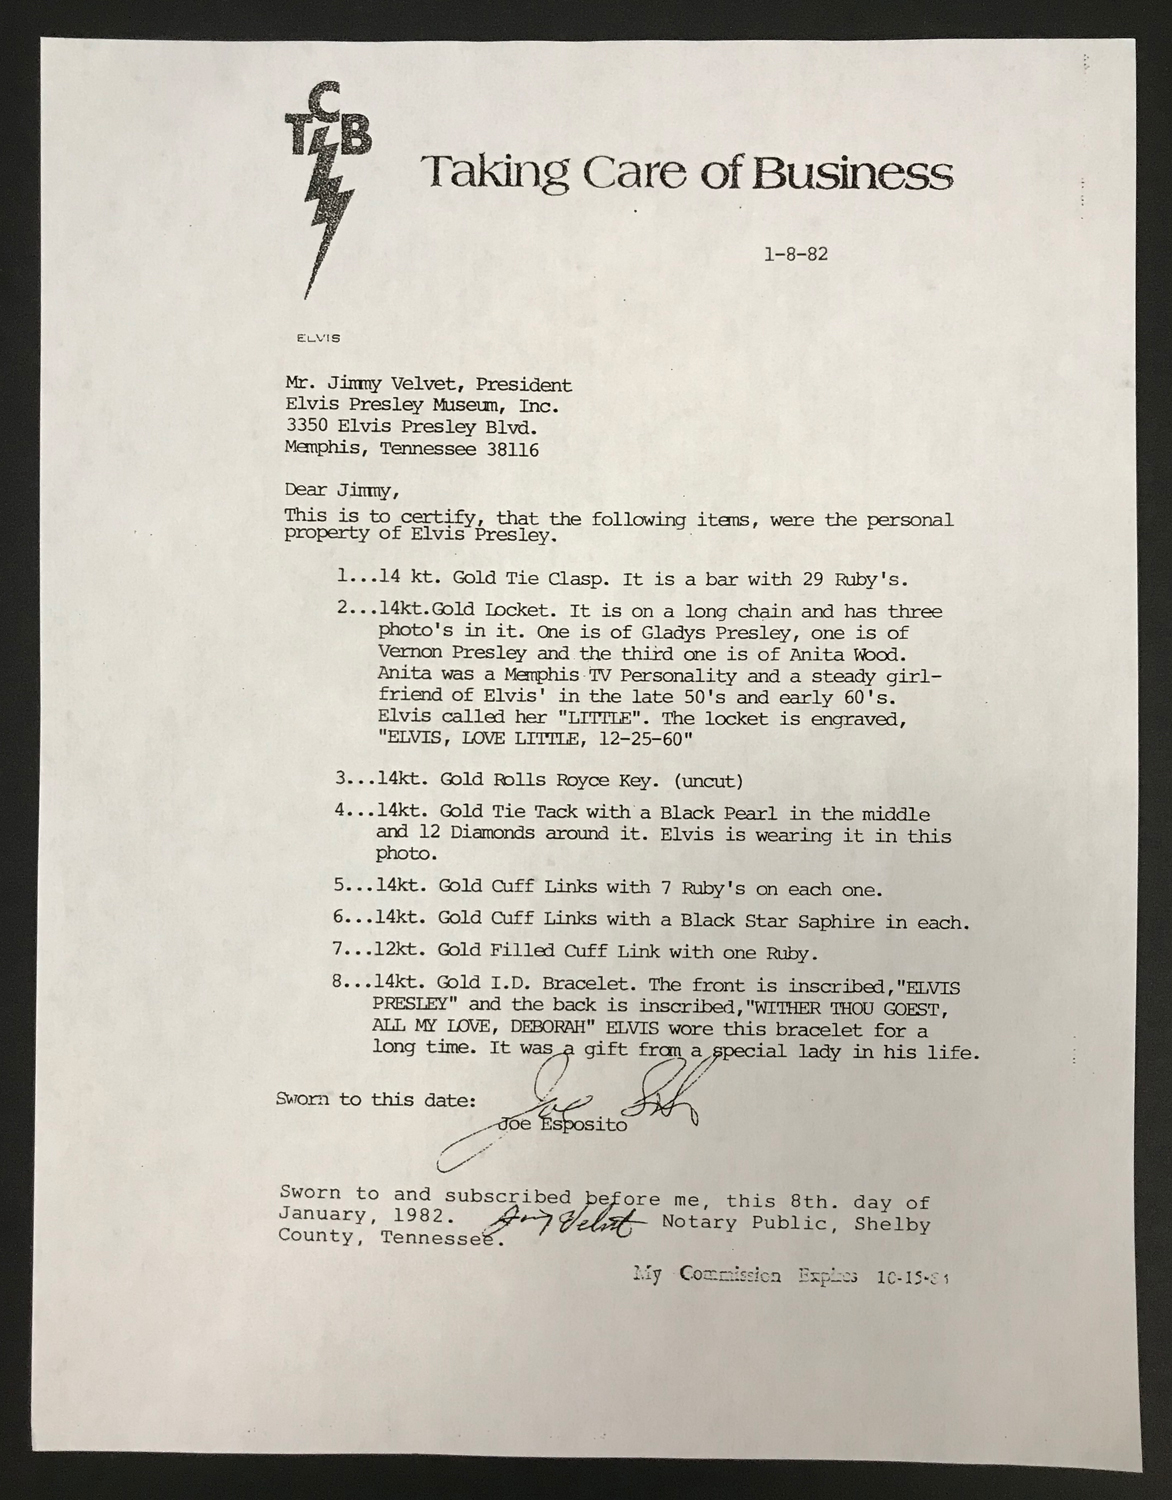 TCB
Taking Care of Business
1-8-82
ELVIS
Mr. Jimmy Velvet, President
Elvis Presley Museum, Inc.
3350 Elvis Presley Blvd.
Memphis, Tennessee 38116
Dear Jimmy,
This is to certify, that the following items, were the personal
property of Elvis Presley.
1...14 kt. Gold Tie Clasp. It is a bar with 29 Ruby's.
2...14kt.Gold Locket. It is on a long chain and has three
photo's in it. One is of Gladys Presley, one is of
Vernon Presley and the third one is of Anita Wood.
Anita was a Memphis TV Personality and a steady girl-
friend of Elvis' in the late 50's and early 60's.
Elvis called her "LITTLE". The locket is engraved,
"ELVIS, LOVE LITTLE, 12-25-60"
3...14kt. Gold Rolls Royce Key. (uncut)
4...14kt. Gold Tie Tack with a Black Pearl in the middle
and 12 Diamonds around it. Elvis is wearing it in this
photo.
5...14kt. Gold Cuff Links with 7 Ruby's on each one.
6...14kt. Gold Cuff Links with a Black Star Saphire in each.
7...12kt. Gold Filled Cuff Link with one Ruby.
8...14kt. Gold I.D. Bracelet. The front is inscribed,"ELVIS
PRESLEY" and the back is inscribed,"WITHER THOU GOEST,
ALL MY LOVE, DEBORAH" ELVIS wore this bracelet for a
long time. It was a gift from a special lady in his life.
Sworn to this date:
Joe Esposito
Sworn to and subscribed before me, this 8th. day of
January, 1982. Notary Public, Shelby
County, Tennessee.
My Commission Expires